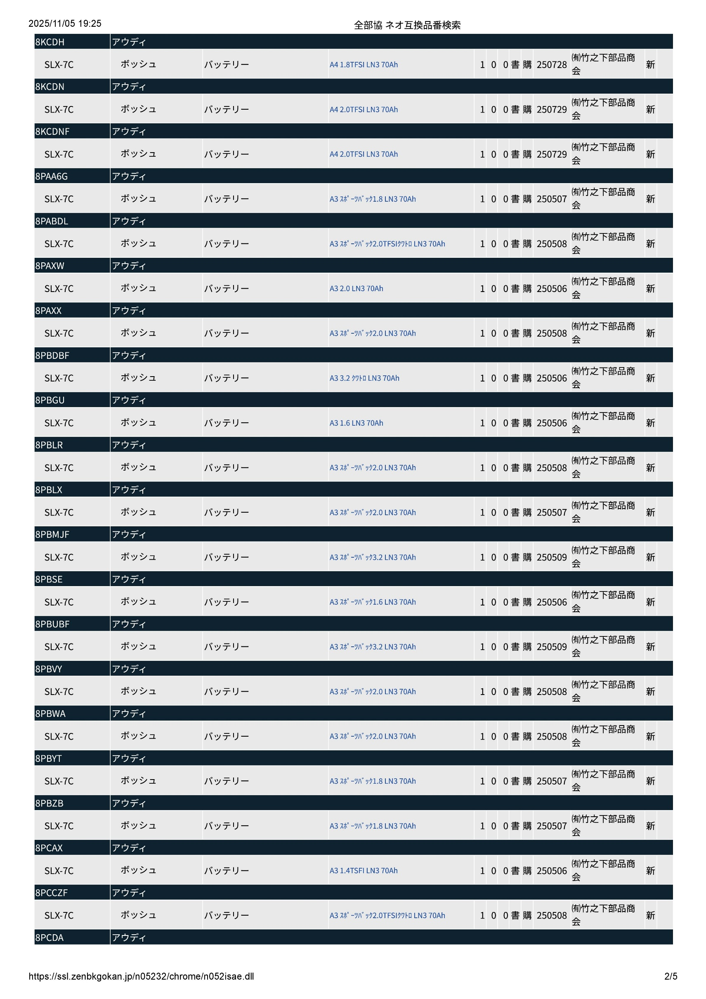 2025/11/05 19:25 全部協 ネオ互換品番検索
8KCDH アウディ
SLX-7C ボッシュ バッテリー A4 1.8TFSI LN3 70Ah 1 0 0 書 購 250728 ㈲竹之下部品商会 新
8KCDN アウディ
SLX-7C ボッシュ バッテリー A4 2.0TFSI LN3 70Ah 1 0 0 書 購 250729 ㈲竹之下部品商会 新
8KCDNF アウディ
SLX-7C ボッシュ バッテリー A4 2.0TFSI LN3 70Ah 1 0 0 書 購 250729 ㈲竹之下部品商会 新
8PAA6G アウディ
SLX-7C ボッシュ バッテリー A3 ｽﾎﾟｰﾂﾊﾞｯｸ1.8 LN3 70Ah 1 0 0 書 購 250507 ㈲竹之下部品商会 新
8PABDL アウディ
SLX-7C ボッシュ バッテリー A3 ｽﾎﾟｰﾂﾊﾞｯｸ2.0TFSIｸﾜﾄﾛ LN3 70Ah 1 0 0 書 購 250508 ㈲竹之下部品商会 新
8PAXW アウディ
SLX-7C ボッシュ バッテリー A3 2.0 LN3 70Ah 1 0 0 書 購 250506 ㈲竹之下部品商会 新
8PAXX アウディ
SLX-7C ボッシュ バッテリー A3 ｽﾎﾟｰﾂﾊﾞｯｸ2.0 LN3 70Ah 1 0 0 書 購 250508 ㈲竹之下部品商会 新
8PBDBF アウディ
SLX-7C ボッシュ バッテリー A3 3.2 ｸﾜﾄﾛ LN3 70Ah 1 0 0 書 購 250506 ㈲竹之下部品商会 新
8PBGU アウディ
SLX-7C ボッシュ バッテリー A3 1.6 LN3 70Ah 1 0 0 書 購 250506 ㈲竹之下部品商会 新
8PBLR アウディ
SLX-7C ボッシュ バッテリー A3 ｽﾎﾟｰﾂﾊﾞｯｸ2.0 LN3 70Ah 1 0 0 書 購 250508 ㈲竹之下部品商会 新
8PBLX アウディ
SLX-7C ボッシュ バッテリー A3 ｽﾎﾟｰﾂﾊﾞｯｸ2.0 LN3 70Ah 1 0 0 書 購 250507 ㈲竹之下部品商会 新
8PBMJF アウディ
SLX-7C ボッシュ バッテリー A3 ｽﾎﾟｰﾂﾊﾞｯｸ3.2 LN3 70Ah 1 0 0 書 購 250509 ㈲竹之下部品商会 新
8PBSE アウディ
SLX-7C ボッシュ バッテリー A3 ｽﾎﾟｰﾂﾊﾞｯｸ1.6 LN3 70Ah 1 0 0 書 購 250506 ㈲竹之下部品商会 新
8PBUBF アウディ
SLX-7C ボッシュ バッテリー A3 ｽﾎﾟｰﾂﾊﾞｯｸ3.2 LN3 70Ah 1 0 0 書 購 250509 ㈲竹之下部品商会 新
8PBVY アウディ
SLX-7C ボッシュ バッテリー A3 ｽﾎﾟｰﾂﾊﾞｯｸ2.0 LN3 70Ah 1 0 0 書 購 250508 ㈲竹之下部品商会 新
8PBWA アウディ
SLX-7C ボッシュ バッテリー A3 ｽﾎﾟｰﾂﾊﾞｯｸ2.0 LN3 70Ah 1 0 0 書 購 250508 ㈲竹之下部品商会 新
8PBYT アウディ
SLX-7C ボッシュ バッテリー A3 ｽﾎﾟｰﾂﾊﾞｯｸ1.8 LN3 70Ah 1 0 0 書 購 250507 ㈲竹之下部品商会 新
8PBZB アウディ
SLX-7C ボッシュ バッテリー A3 ｽﾎﾟｰﾂﾊﾞｯｸ1.8 LN3 70Ah 1 0 0 書 購 250507 ㈲竹之下部品商会 新
8PCAX アウディ
SLX-7C ボッシュ バッテリー A3 1.4TSFI LN3 70Ah 1 0 0 書 購 250506 ㈲竹之下部品商会 新
8PCCZF アウディ
SLX-7C ボッシュ バッテリー A3 ｽﾎﾟｰﾂﾊﾞｯｸ2.0TFSIｸﾜﾄﾛ LN3 70Ah 1 0 0 書 購 250508 ㈲竹之下部品商会 新
8PCDA アウディ
https://ssl.zenbkgokan.jp/n05232/chrome/n052isae.dll 2/5